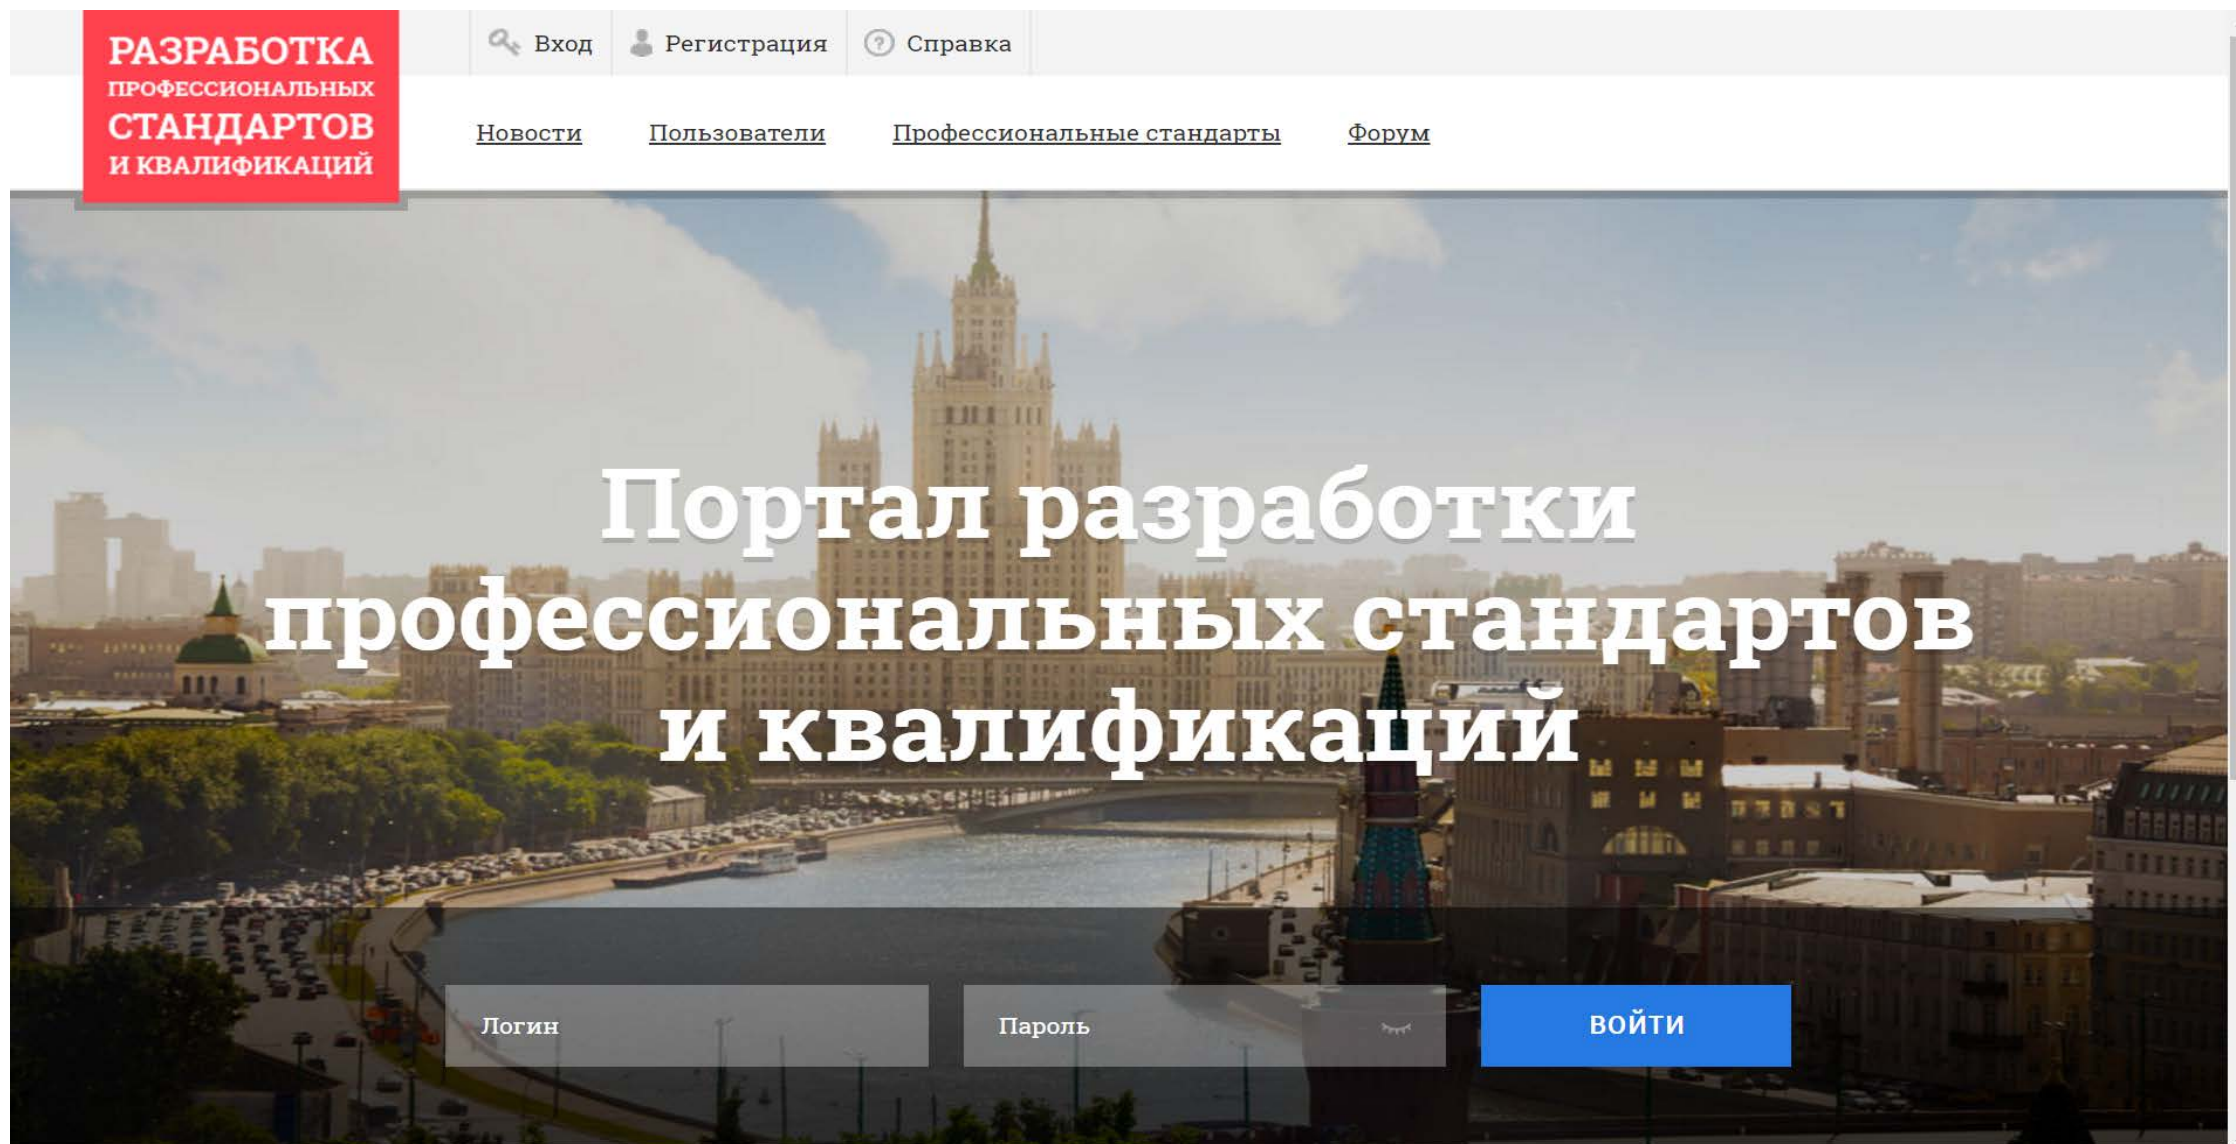 РАЗРАБОТКА
ПРОФЕССИОНАЛЬНЫХ
СТАНДАРТОВ
И КВАЛИФИКАЦИЙ
Вход
Регистрация
Справка
Новости
Пользователи
Профессиональные стандарты
Форум
Портал разработки
профессиональных стандартов
и квалификаций
Логин
Пароль
ВОЙТИ